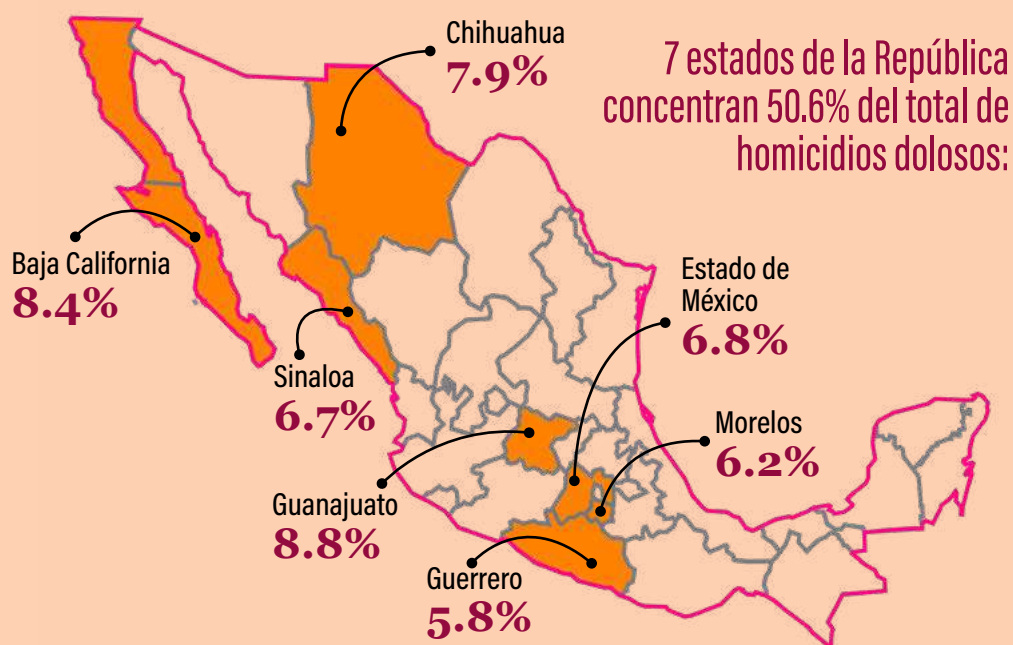 7 estados de la República
concentran 50.6% del total de
homicidios dolosos:
Chihuahua
7.9%
Baja California
8.4%
Sinaloa
6.7%
Guanajuato
8.8%
Guerrero
5.8%
Estado de
México
6.8%
Morelos
6.2%